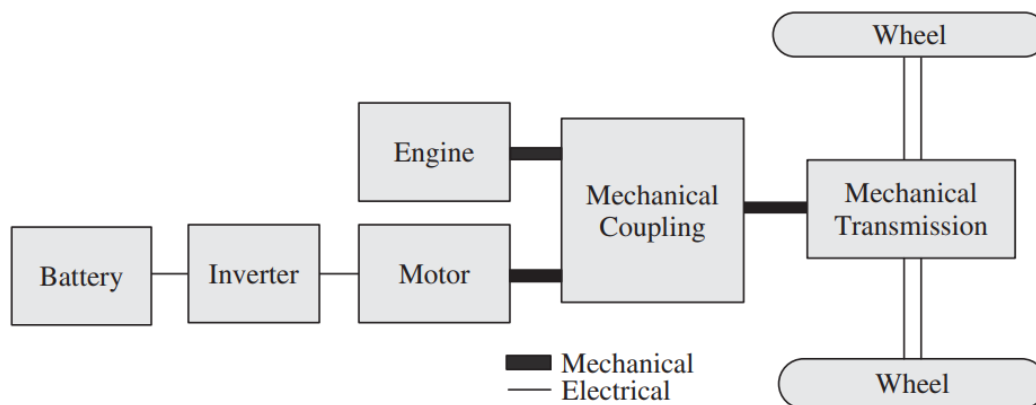 Wheel
Engine
Mechanical
Coupling
Mechanical
Transmission
Battery
Inverter
Motor
Mechanical
Electrical
Wheel